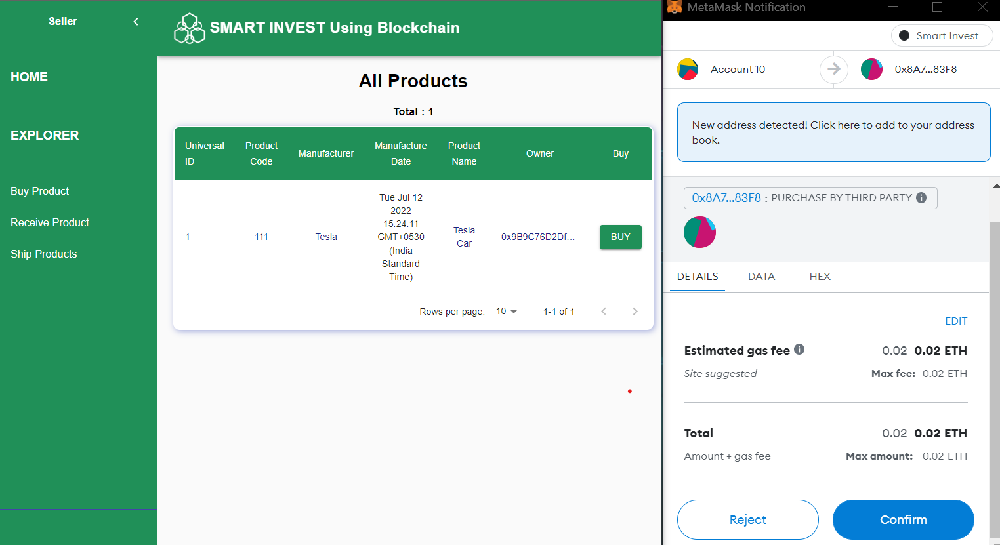 Seller
HOME
EXPLORER
Buy Product
Receive Product
Ship Products
SMART INVEST Using Blockchain
All Products
Total : 1
Universal ID
Product Code
Manufacturer
Manufacture Date
Product Name
Owner
Buy
1
111
Tesla
Tue Jul 12
2022
15:24:11
GMT+0530
(India
Standard
Time)
Tesla
Car
0x9B9C76D2Df...
BUY
Rows per page: 10 1-1 of 1
MetaMask Notification
Smart Invest
Account 10
0x8A7...83F8
New address detected! Click here to add to your address
book.
0x8A7...83F8 : PURCHASE BY THIRD PARTY
DETAILS DATA HEX
EDIT
Estimated gas fee 0.02 0.02 ETH
Site suggested Max fee: 0.02 ETH
Total 0.02 0.02 ETH
Amount + gas fee Max amount: 0.02 ETH
Reject Confirm